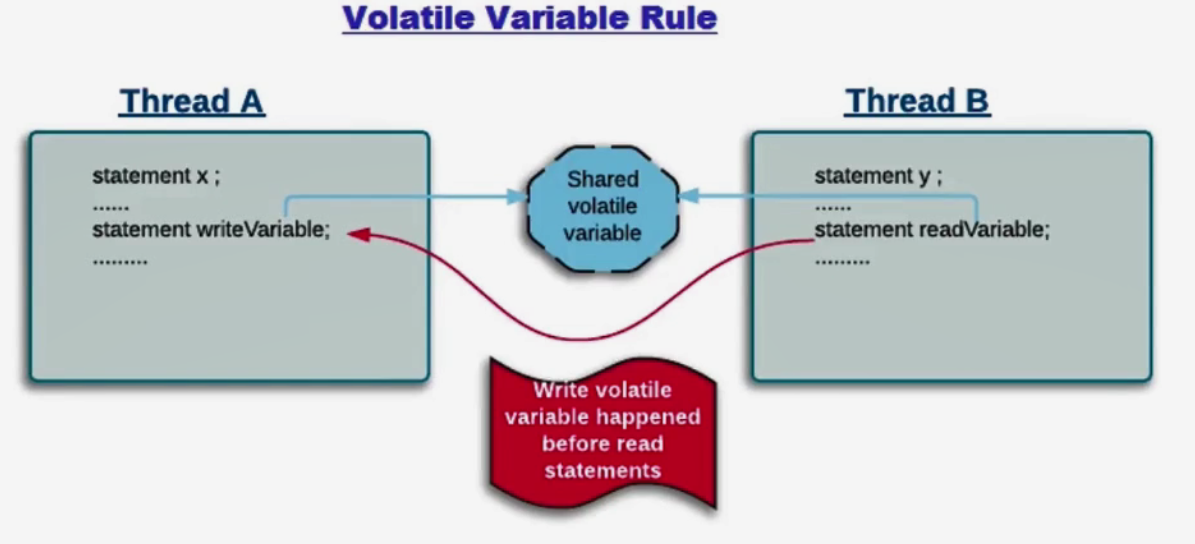 Volatile Variable Rule
Thread A
statement x ;
......
statement writeVariable;
.........
Shared
volatile
variable
Thread B
statement y ;
......
statement readVariable;
.........
Write volatile
variable happened
before read
statements